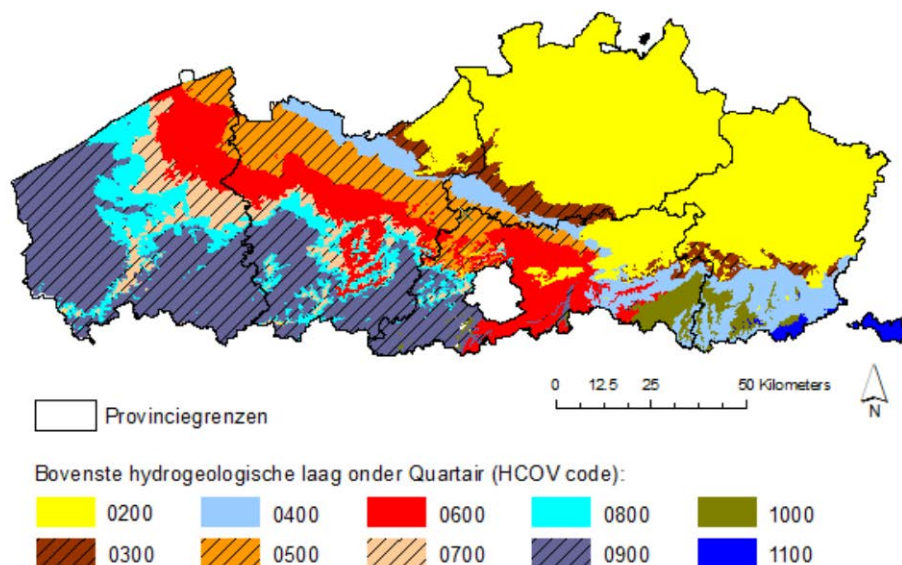 0 12.5 25 50 Kilometers
N
Provinciegrenzen
Bovenste hydrogeologische laag onder Quartair (HCOV code):
0200 0400 0600 0800 1000
0300 0500 0700 0900 1100